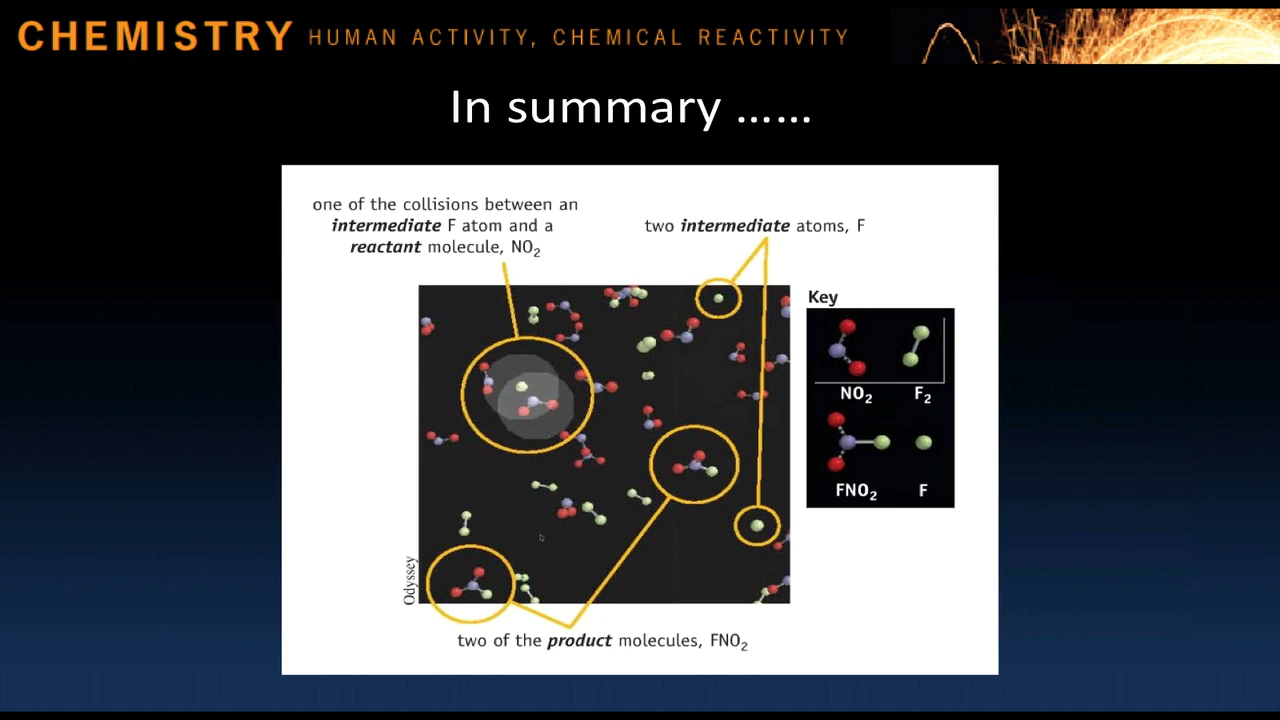 CHEMISTRY HUMAN ACTIVITY, CHEMICAL REACTIVITY
In summary ......
one of the collisions between an
intermediate F atom and a
reactant molecule, NO₂
two intermediate atoms, F
Key
NO₂ F₂
FNO₂ F
Odyssey
two of the product molecules, FNO₂